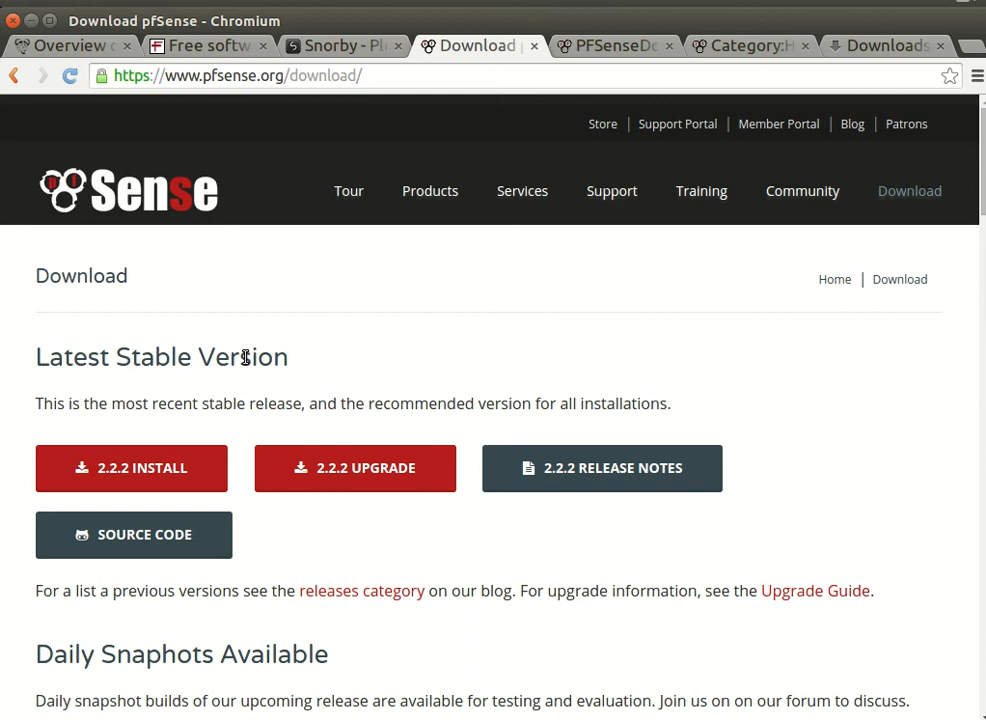 Download pfSense - Chromium
Overview
Free softw
Snorby - Pl
Download
PFSenseDo
Category:H
Downloads
https://www.pfsense.org/download/
Store | Support Portal | Member Portal | Blog | Patrons
Sense
Tour Products Services Support Training Community Download
Download
Home | Download
Latest Stable Version
This is the most recent stable release, and the recommended version for all installations.
2.2.2 INSTALL
2.2.2 UPGRADE
2.2.2 RELEASE NOTES
SOURCE CODE
For a list a previous versions see the releases category on our blog. For upgrade information, see the Upgrade Guide.
Daily Snaphots Available
Daily snapshot builds of our upcoming release are available for testing and evaluation. Join us on on our forum to discuss.